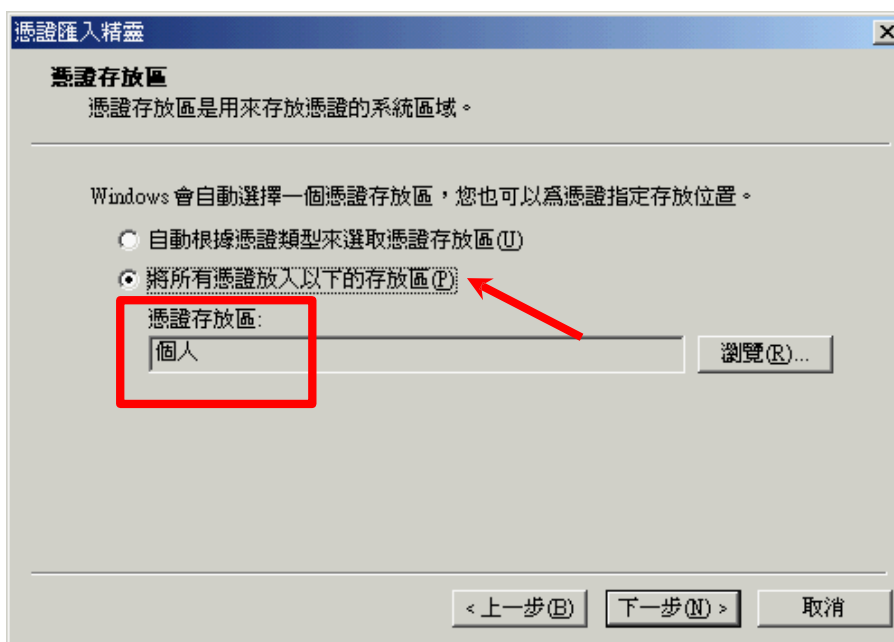 憑證匯入精靈
憑證存放區
憑證存放區是用來存放憑證的系統區域。
Windows 會自動選擇一個憑證存放區，您也可以為憑證指定存放位置。
自動根據憑證類型來選取憑證存放區(U)
將所有憑證放入以下的存放區(P)
憑證存放區:
個人
瀏覽(R)...
< 上一步(B)
下一步(N) >
取消